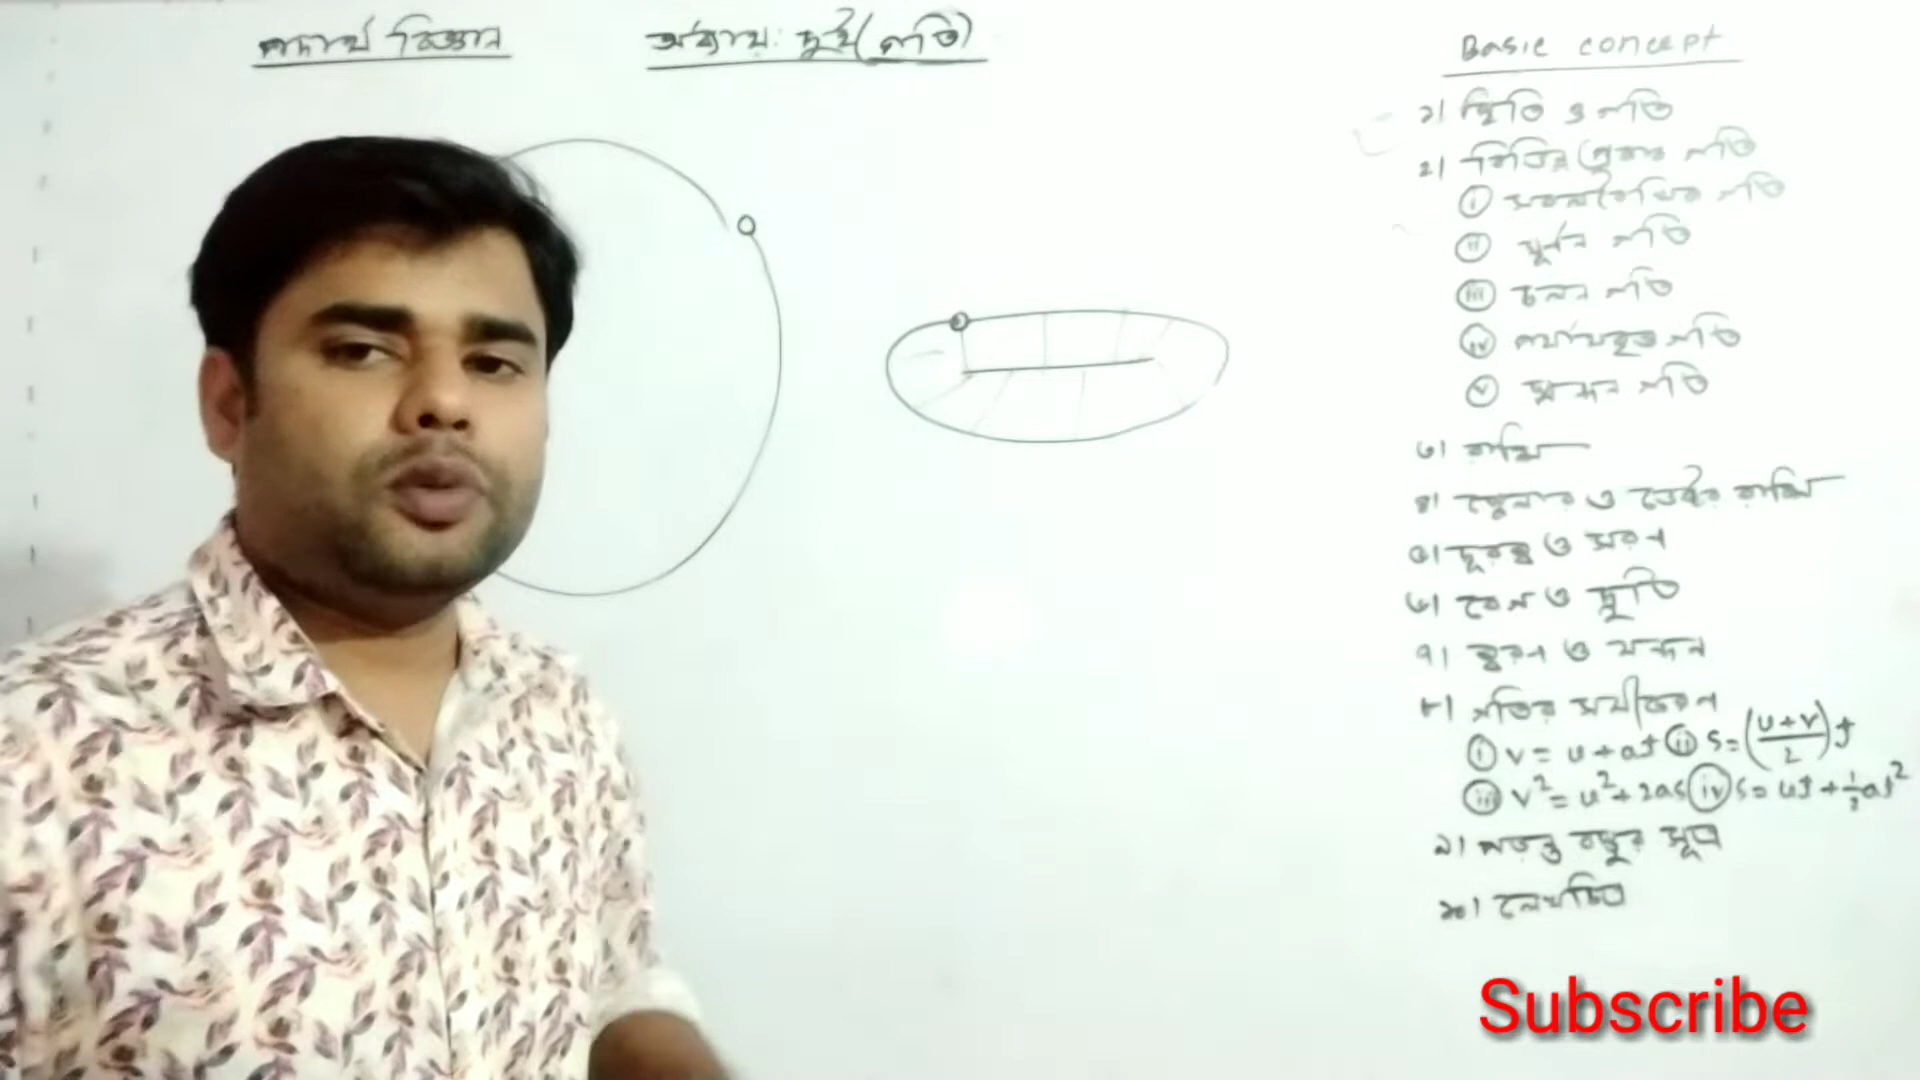 পদার্থ বিজ্ঞান অধ্যায়: দুই (গতি)
Basic concept
১। স্থিতি ও গতি
২। বিভিন্ন প্রকার গতি
i সরলরৈখিক গতি
ii ঘূর্ণন গতি
iii চলন গতি
iv পর্যায়বৃত্ত গতি
v স্পন্দন গতি
৩। রাশি
৪। স্কেলার ও ভেক্টর রাশি
৫। দূরত্ব ও সরণ
৬। বেগ ও দ্রুতি
৭। ত্বরণ ও মন্দন
৮। গতির সমীকরণ
i v = u + at ii s = (u+v/2)t
iii v² = u² + 2as iv s = ut + ½at²
৯। পড়ন্ত বস্তুর সূত্র
১০। লেখচিত্র
Subscribe